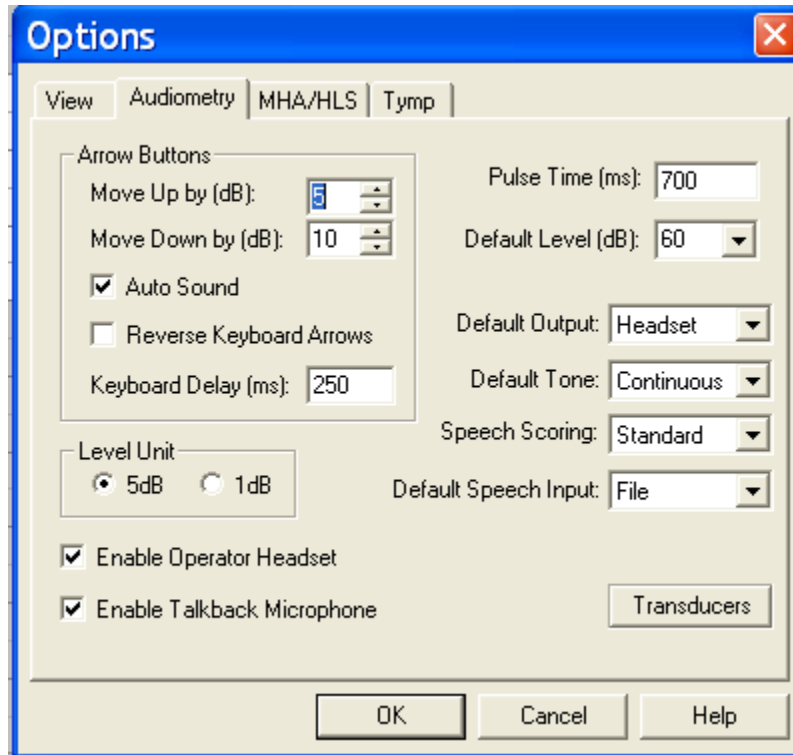 Options
View Audiometry MHA/HLS Tymp
Arrow Buttons
Move Up by (dB): 5
Move Down by (dB): 10
Auto Sound
Reverse Keyboard Arrows
Keyboard Delay (ms): 250
Level Unit
5dB 1dB
Enable Operator Headset
Enable Talkback Microphone
Pulse Time (ms): 700
Default Level (dB): 60
Default Output: Headset
Default Tone: Continuous
Speech Scoring: Standard
Default Speech Input: File
Transducers
OK Cancel Help